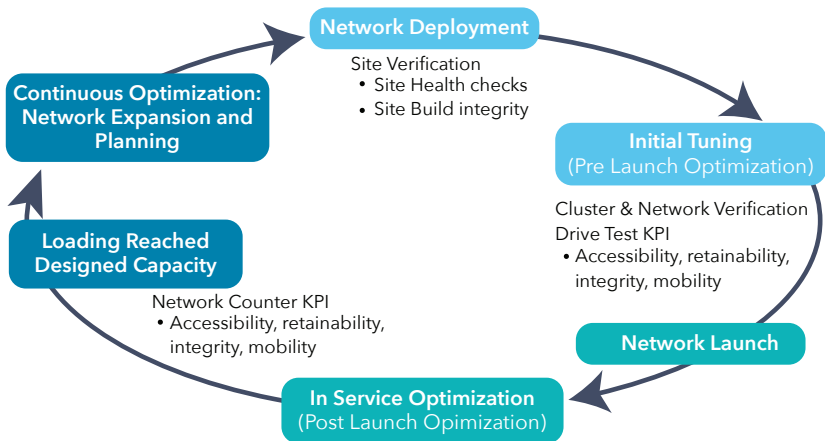 Network Deployment
Site Verification
• Site Health checks
• Site Build integrity
Initial Tuning
(Pre Launch Optimization)
Cluster & Network Verification
Drive Test KPI
• Accessibility, retainability,
integrity, mobility
Network Launch
In Service Optimization
(Post Launch Opimization)
Network Counter KPI
• Accessibility, retainability,
integrity, mobility
Loading Reached
Designed Capacity
Continuous Optimization:
Network Expansion and
Planning